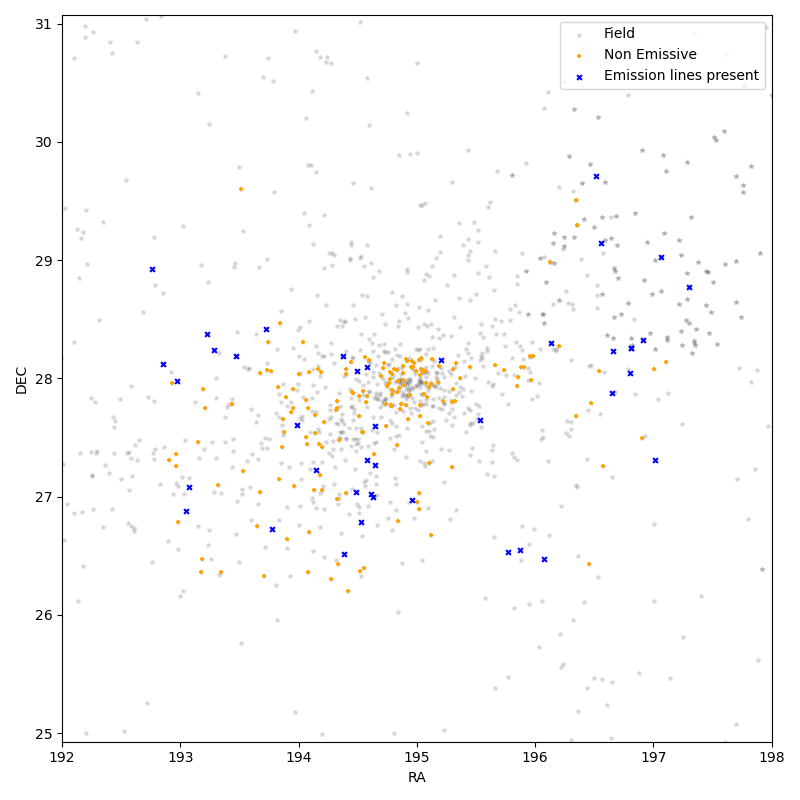 Field
Non Emissive
Emission lines present
31
30
29
28
27
26
25
DEC
192
193
194
195
196
197
198
RA